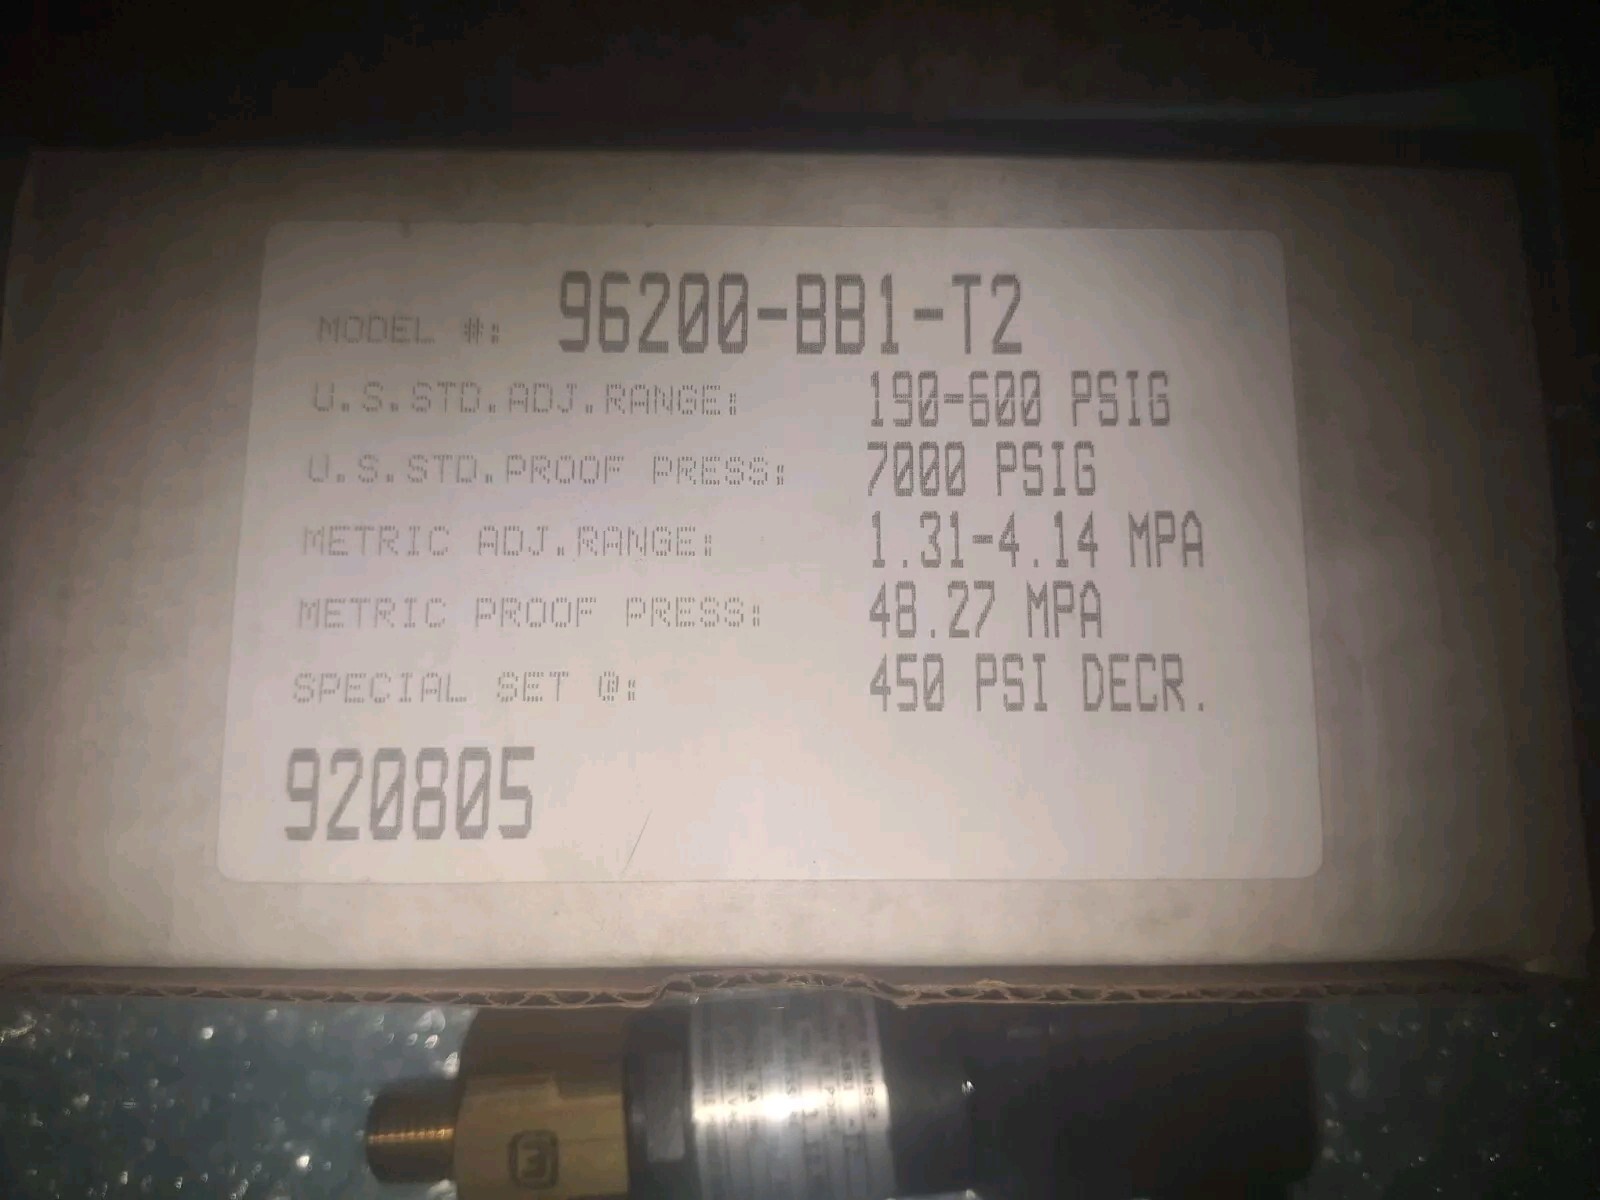 MODEL #: 96200-BB1-T2
U.S.STD.ADJ.RANGE: 190-600 PSIG
U.S.STD.PROOF PRESS: 7000 PSIG
METRIC ADJ.RANGE: 1.31-4.14 MPA
METRIC PROOF PRESS: 48.27 MPA
SPECIAL SET @: 450 PSI DECR.
920805